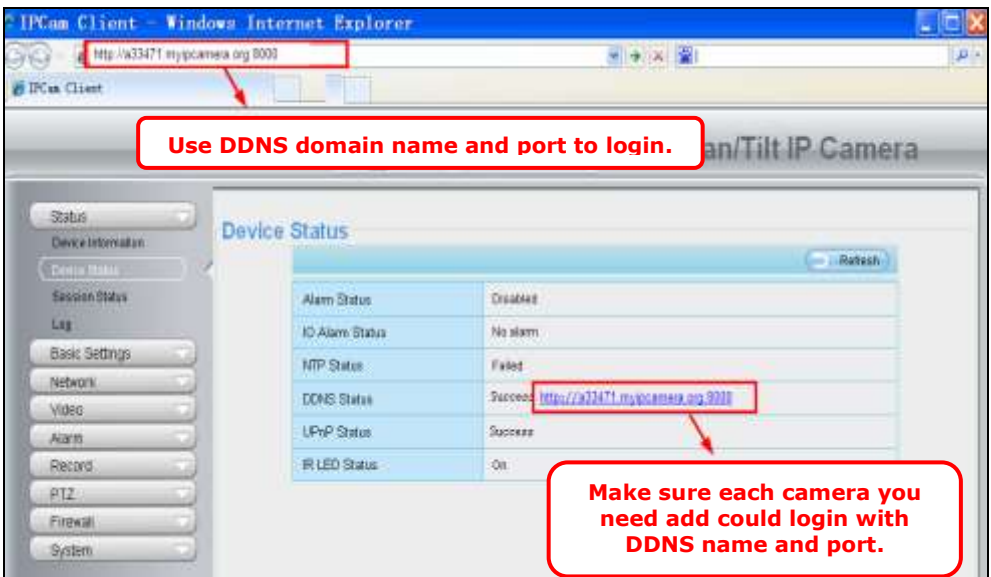 IPCam Client - Windows Internet Explorer
http://a33471.myipcamera.org:8000
IPCam Client
Use DDNS domain name and port to login.
an/Tilt IP Camera
Status
Device Information
Device Status
Session Status
Log
Basic Settings
Network
Video
Alarm
Record
PTZ
Firewall
System
Device Status
Refresh
Alarm Status Disabled
IO Alarm Status No alarm
NTP Status Failed
DDNS Status Success http://a33471.myipcamera.org:8000
UPnP Status Success
IR LED Status On
Make sure each camera you
need add could login with
DDNS name and port.